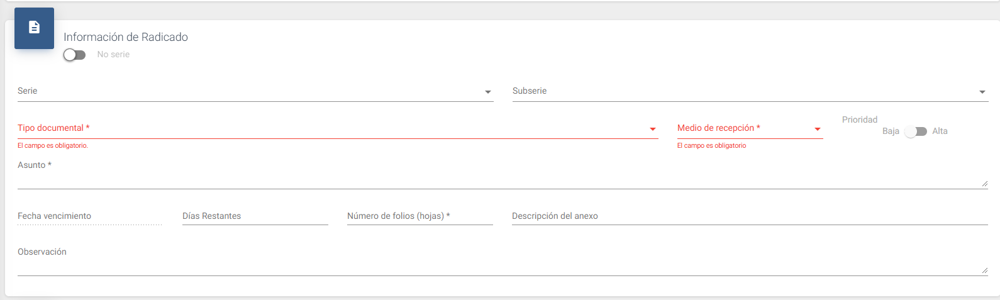 Información de Radicado
No serie
Serie
Subserie
Tipo documental *
Medio de recepción *
Prioridad
Baja
Alta
El campo es obligatorio.
El campo es obligatorio
Asunto *
Fecha vencimiento
Días Restantes
Número de folios (hojas) *
Descripción del anexo
Observación